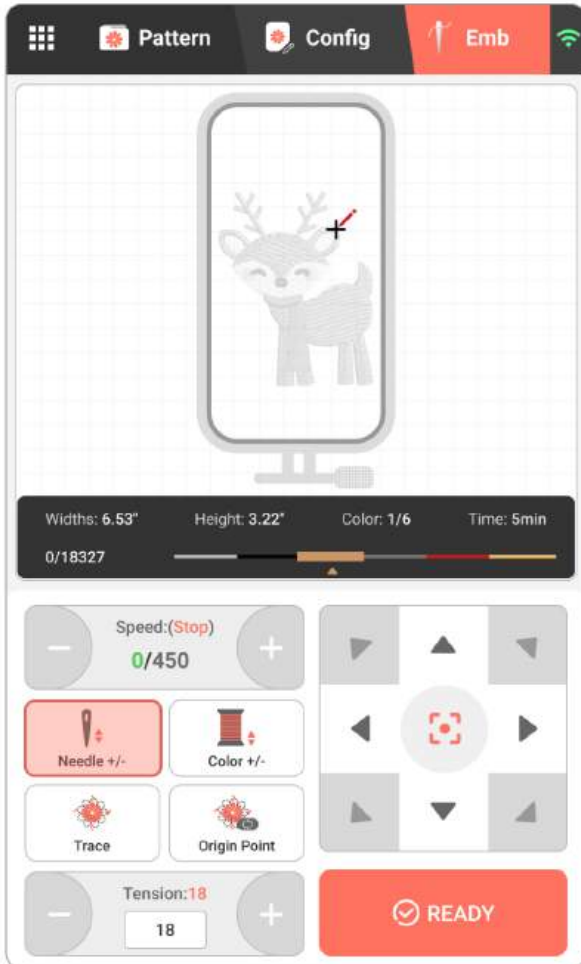 Pattern
Config
Emb
Widths: 6.53" Height: 3.22" Color: 1/6 Time: 5min
0/18327
Speed:(Stop)
0/450
Needle +/-
Color +/-
Trace
Origin Point
Tension:18
18
READY